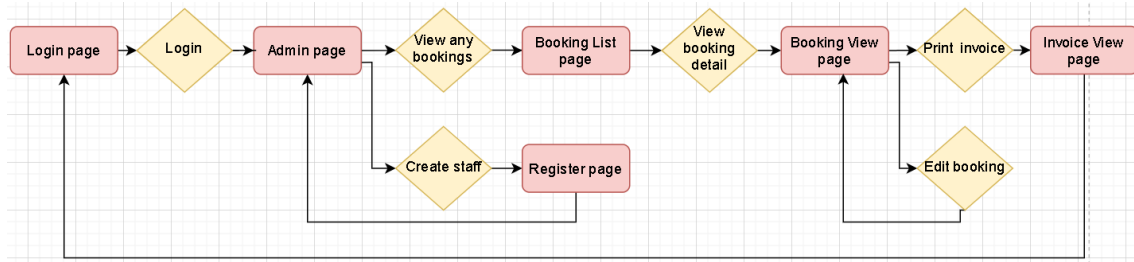 Login page
Login
Admin page
View any
bookings
Booking List
page
View
booking
detail
Booking View
page
Print invoice
Invoice View
page
Create staff
Register page
Edit booking